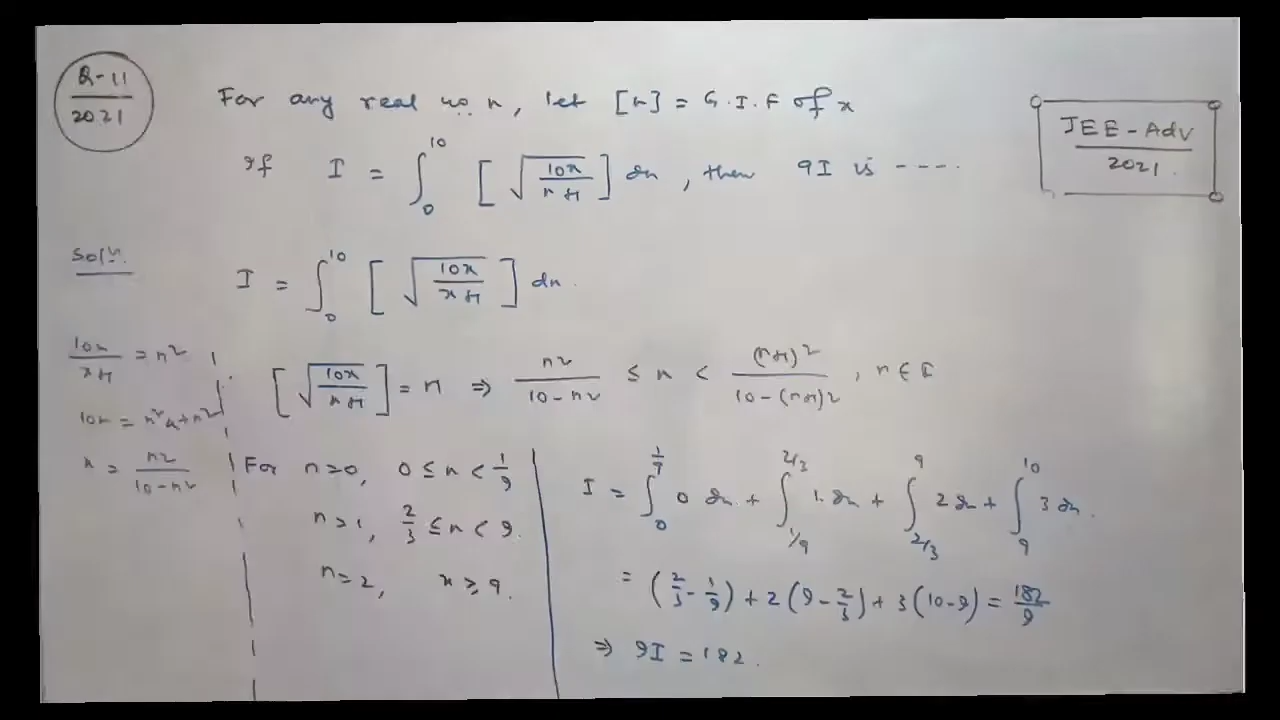 Q-11
2021
For any real no. x, let [x] = G.I.F of x
If I = ∫₀¹⁰ [√(10x/(x+1))] dx, then 9I is ----.
JEE-Adv
2021.
Solⁿ.
I = ∫₀¹⁰ [√(10x/(x+1))] dx.
10x/(x+1) = n²
[√(10x/(x+1))] = n ⇒ n²/(10-n²) ≤ x < (n+1)²/(10-(n+1)²), n ∈ I
10x = n²x+n²
x = n²/(10-n²)
For n=0, 0 ≤ x < 1/9
n=1, 2/3 ≤ x < 9.
n=2, x ≥ 9.
I = ∫₀^(1/9) 0 dx + ∫_(1/9)^(2/3) 1. dx + ∫_(2/3)^9 2 dx + ∫₉¹⁰ 3 dx.
= (2/3 - 1/9) + 2(9 - 2/3) + 3(10-9) = 182/9
⇒ 9I = 182.